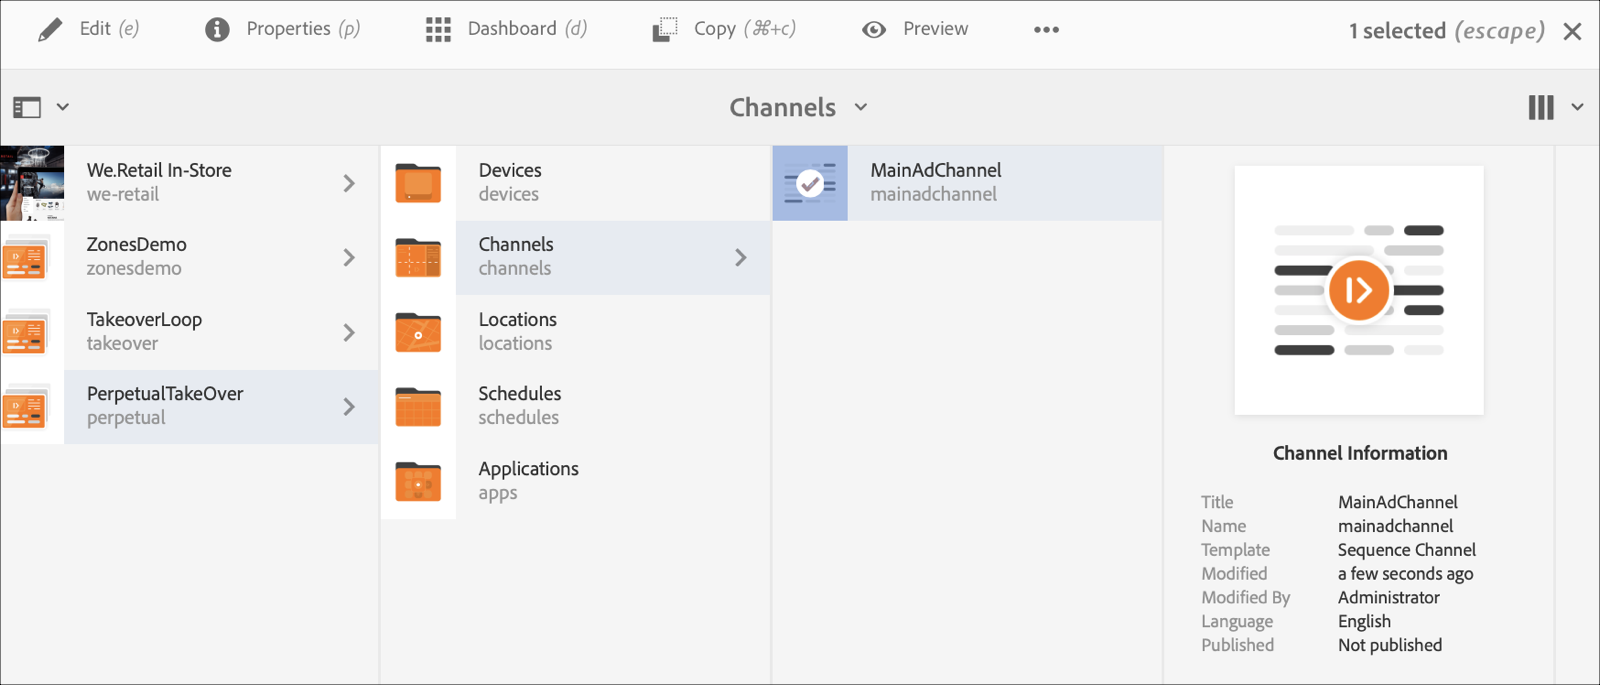 Edit (e)
Properties (p)
Dashboard (d)
Copy (⌘+c)
Preview
1 selected (escape)
Channels
We.Retail In-Store
we-retail
ZonesDemo
zonesdemo
TakeoverLoop
takeover
PerpetualTakeOver
perpetual
Devices
devices
Channels
channels
Locations
locations
Schedules
schedules
Applications
apps
MainAdChannel
mainadchannel
Channel Information
Title MainAdChannel
Name mainadchannel
Template Sequence Channel
Modified a few seconds ago
Modified By Administrator
Language English
Published Not published